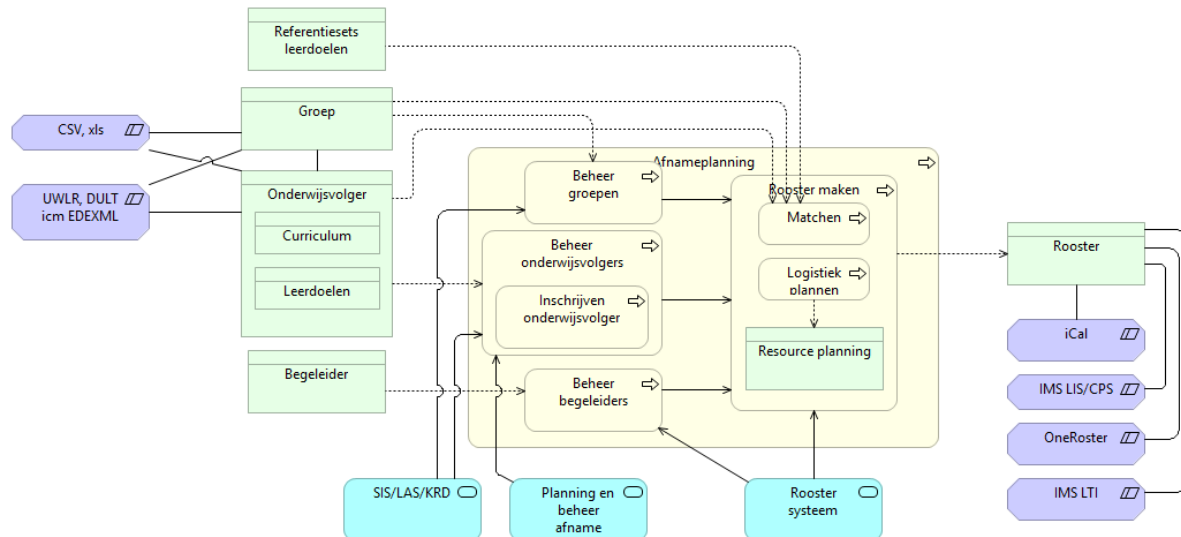 Referentiesets
leerdoelen
Groep
CSV, xls
UWLR, DULT
icm EDEXML
Onderwijsvolger
Curriculum
Leerdoelen
Begeleider
Afnameplanning
Beheer
groepen
Beheer
onderwijsvolgers
Inschrijven
onderwijsvolger
Beheer
begeleiders
Rooster maken
Matchen
Logistiek
plannen
Resource planning
Rooster
iCal
IMS LIS/CPS
OneRoster
IMS LTI
SIS/LAS/KRD
Planning en
beheer
afname
Rooster
systeem